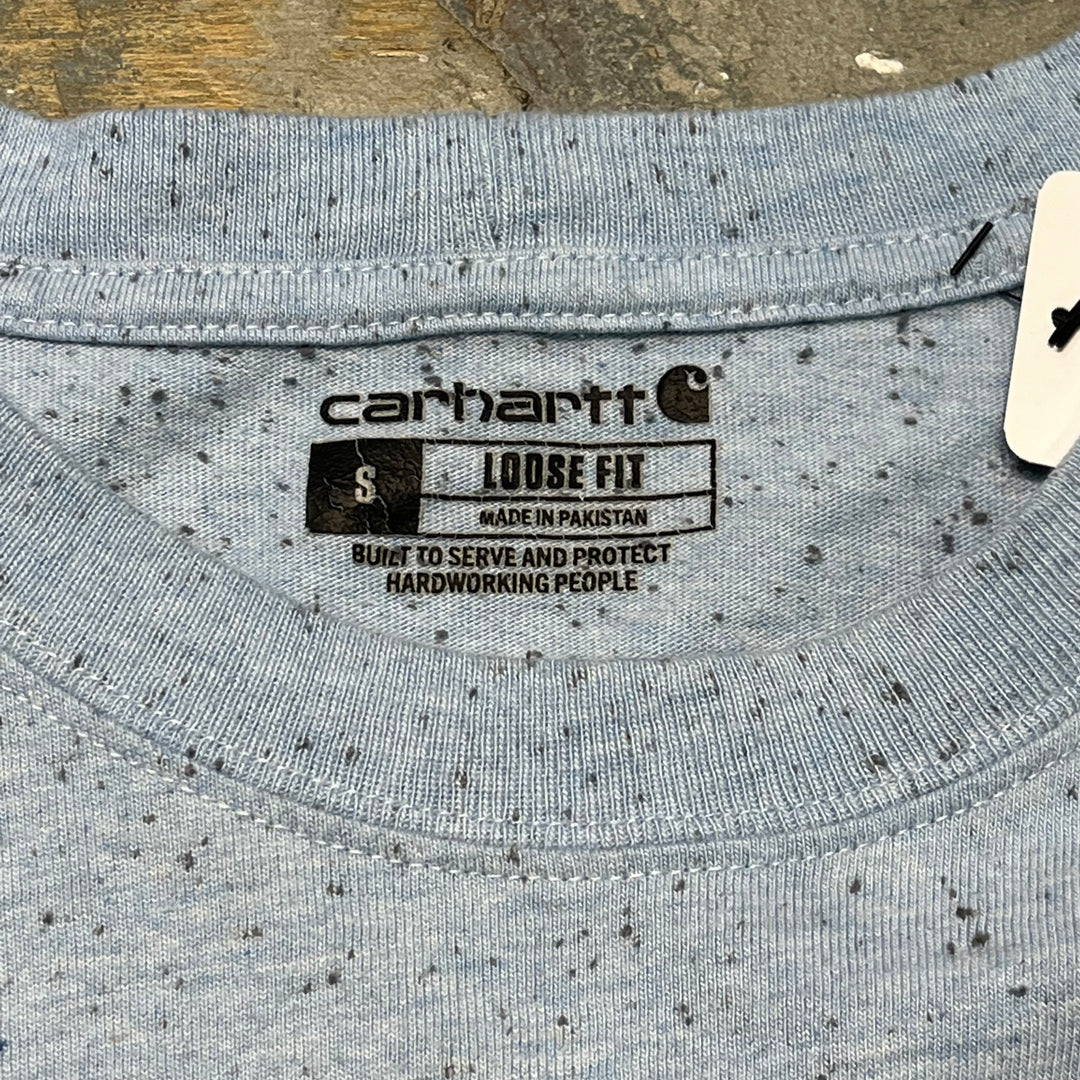 carhartt
S
LOOSE FIT
MADE IN PAKISTAN
BUILT TO SERVE AND PROTECT
HARDWORKING PEOPLE